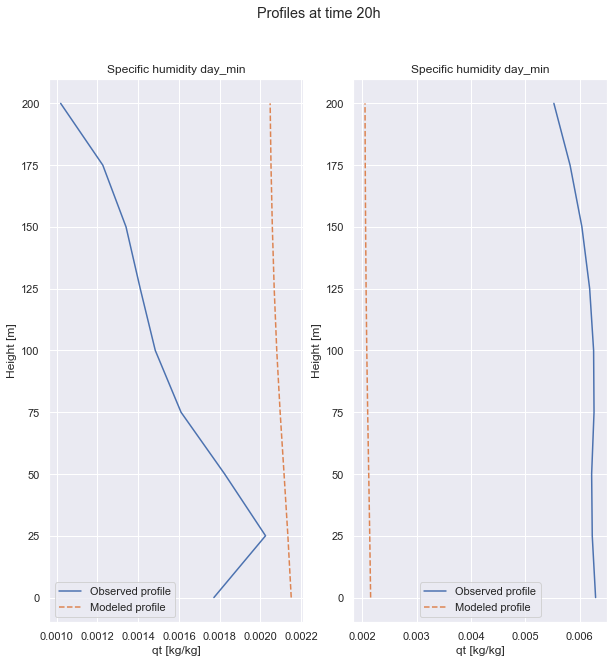 Profiles at time 20h
Specific humidity day_min
200
175
150
125
100
75
50
25
0
Height [m]
0.0010 0.0012 0.0014 0.0016 0.0018 0.0020 0.0022
qt [kg/kg]
Observed profile
Modeled profile
Specific humidity day_min
200
175
150
125
100
75
50
25
0
Height [m]
0.002 0.003 0.004 0.005 0.006
qt [kg/kg]
Observed profile
Modeled profile